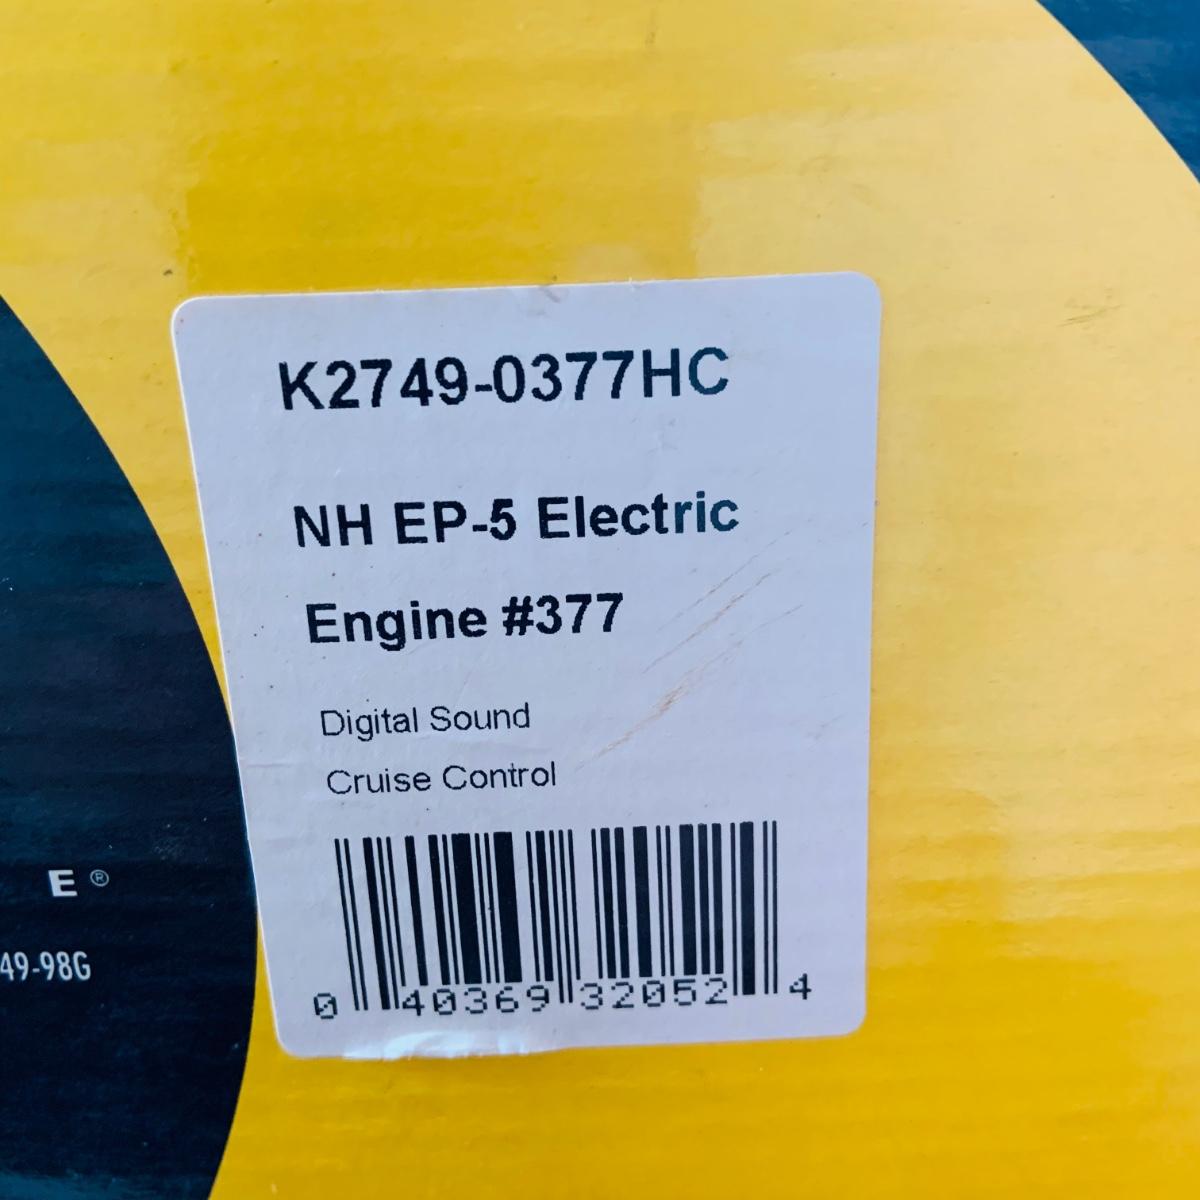 K2749-0377HC
NH EP-5 Electric
Engine #377
Digital Sound
Cruise Control
0 40369 32052 4
E®
49-98G